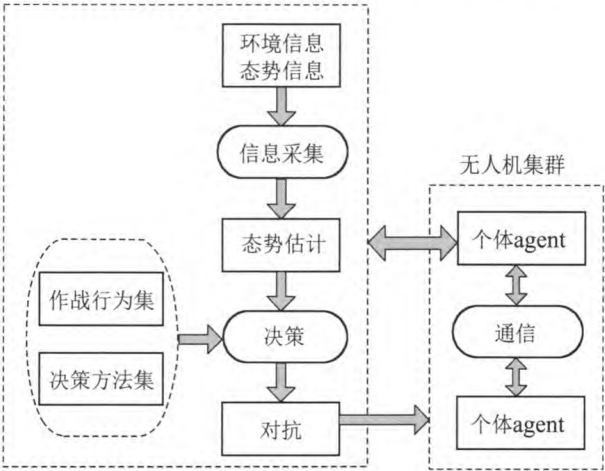 环境信息
态势信息
信息采集
态势估计
作战行为集
决策方法集
决策
对抗
无人机集群
个体agent
通信
个体agent